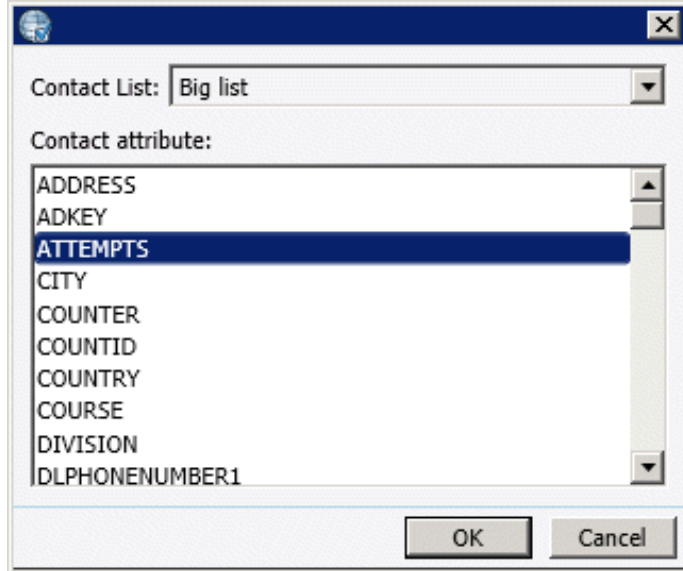 Contact List: Big list
Contact attribute:
ADDRESS
ADKEY
ATTEMPTS
CITY
COUNTER
COUNTID
COUNTRY
COURSE
DIVISION
DLPHONENUMBER1
OK Cancel